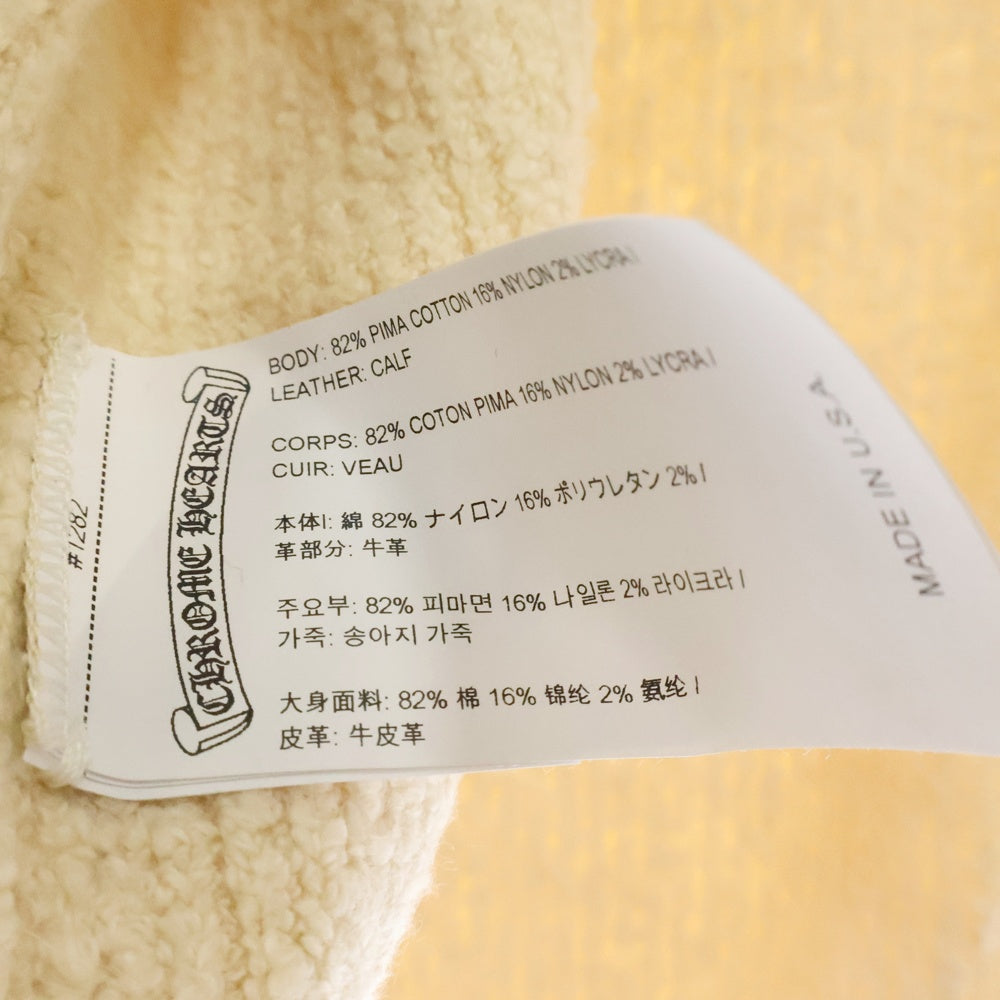 #1282
CHROME HEARTS
BODY: 82% PIMA COTTON 16% NYLON 2% LYCRA |
LEATHER: CALF
CORPS: 82% COTON PIMA 16% NYLON 2% LYCRA |
CUIR: VEAU
本体l: 綿 82% ナイロン 16% ポリウレタン 2% |
革部分: 牛革
주요부: 82% 피마면 16% 나일론 2% 라이크라 |
가죽: 송아지 가죽
大身面料: 82% 棉 16% 锦纶 2% 氨纶 |
皮革: 牛皮革
MADE IN U.S.A